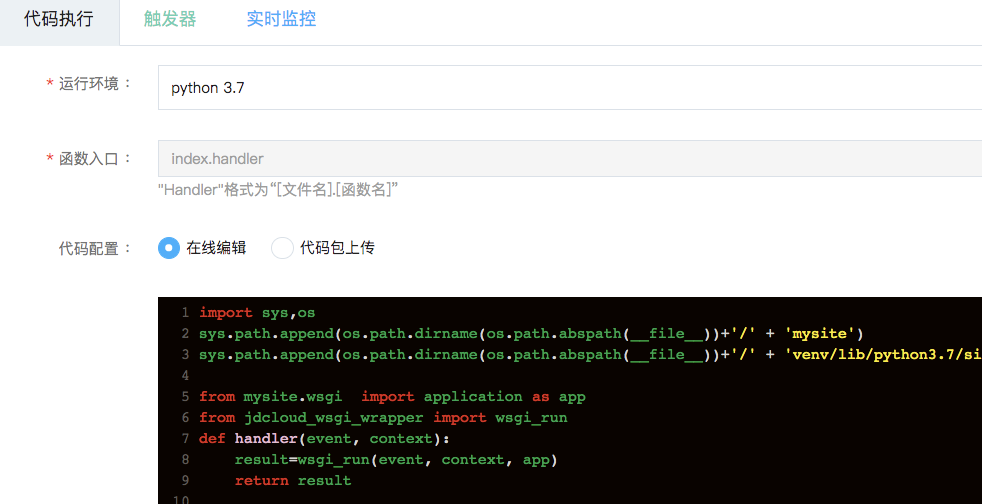 代码执行 触发器 实时监控
* 运行环境： python 3.7
* 函数入口： index.handler
"Handler"格式为“[文件名].[函数名]”
代码配置： 在线编辑 代码包上传
1 import sys,os
2 sys.path.append(os.path.dirname(os.path.abspath(__file__))+'/' + 'mysite')
3 sys.path.append(os.path.dirname(os.path.abspath(__file__))+'/' + 'venv/lib/python3.7/si
4
5 from mysite.wsgi  import application as app
6 from jdcloud_wsgi_wrapper import wsgi_run
7 def handler(event, context):
8     result=wsgi_run(event, context, app)
9     return result
10